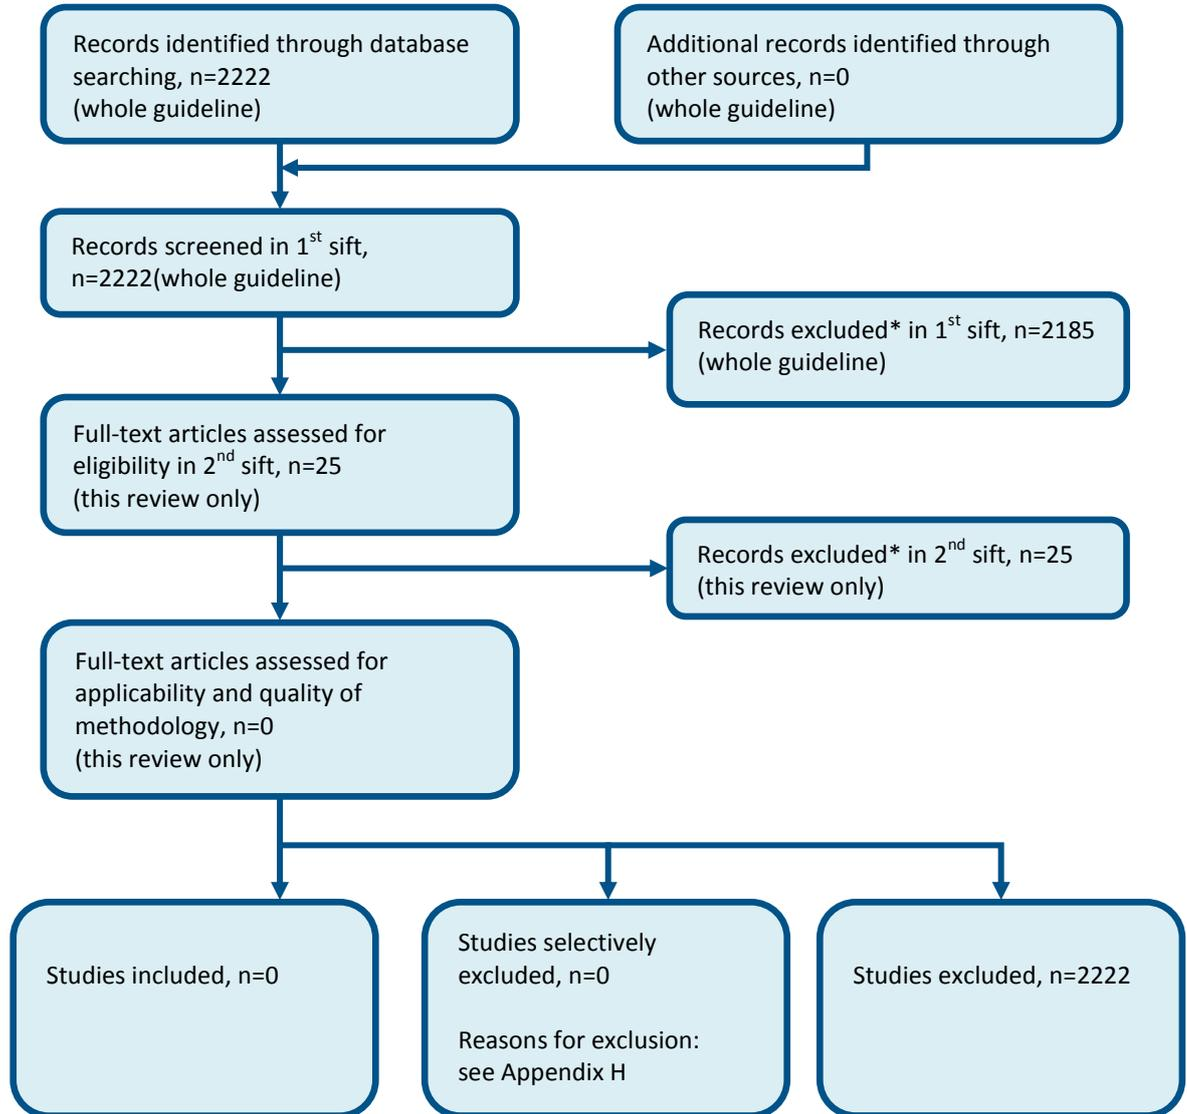 Records identified through database
searching, n=2222
(whole guideline)
Additional records identified through
other sources, n=0
(whole guideline)
Records screened in 1st sift,
n=2222(whole guideline)
Records excluded* in 1st sift, n=2185
(whole guideline)
Full-text articles assessed for
eligibility in 2nd sift, n=25
(this review only)
Records excluded* in 2nd sift, n=25
(this review only)
Full-text articles assessed for
applicability and quality of
methodology, n=0
(this review only)
Studies included, n=0
Studies selectively
excluded, n=0
Reasons for exclusion:
see Appendix H
Studies excluded, n=2222